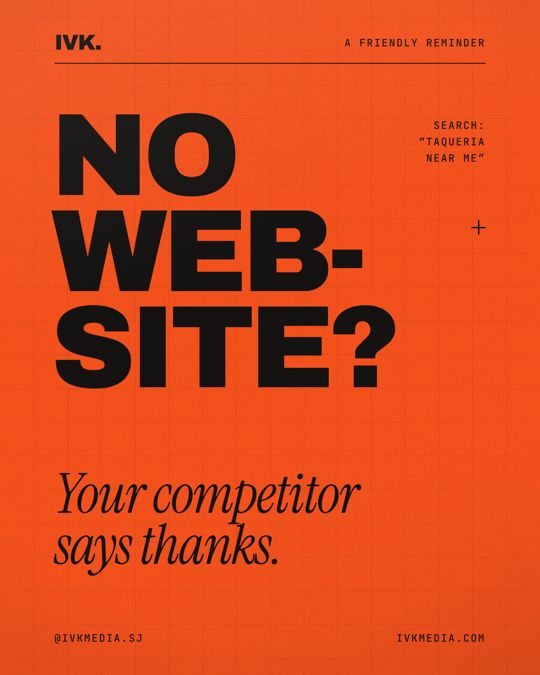 IVK.
A FRIENDLY REMINDER
SEARCH:
“TAQUERIA
NEAR ME”
NO
WEB-
SITE?
Your competitor
says thanks.
@IVKMEDIA.SJ
IVKMEDIA.COM